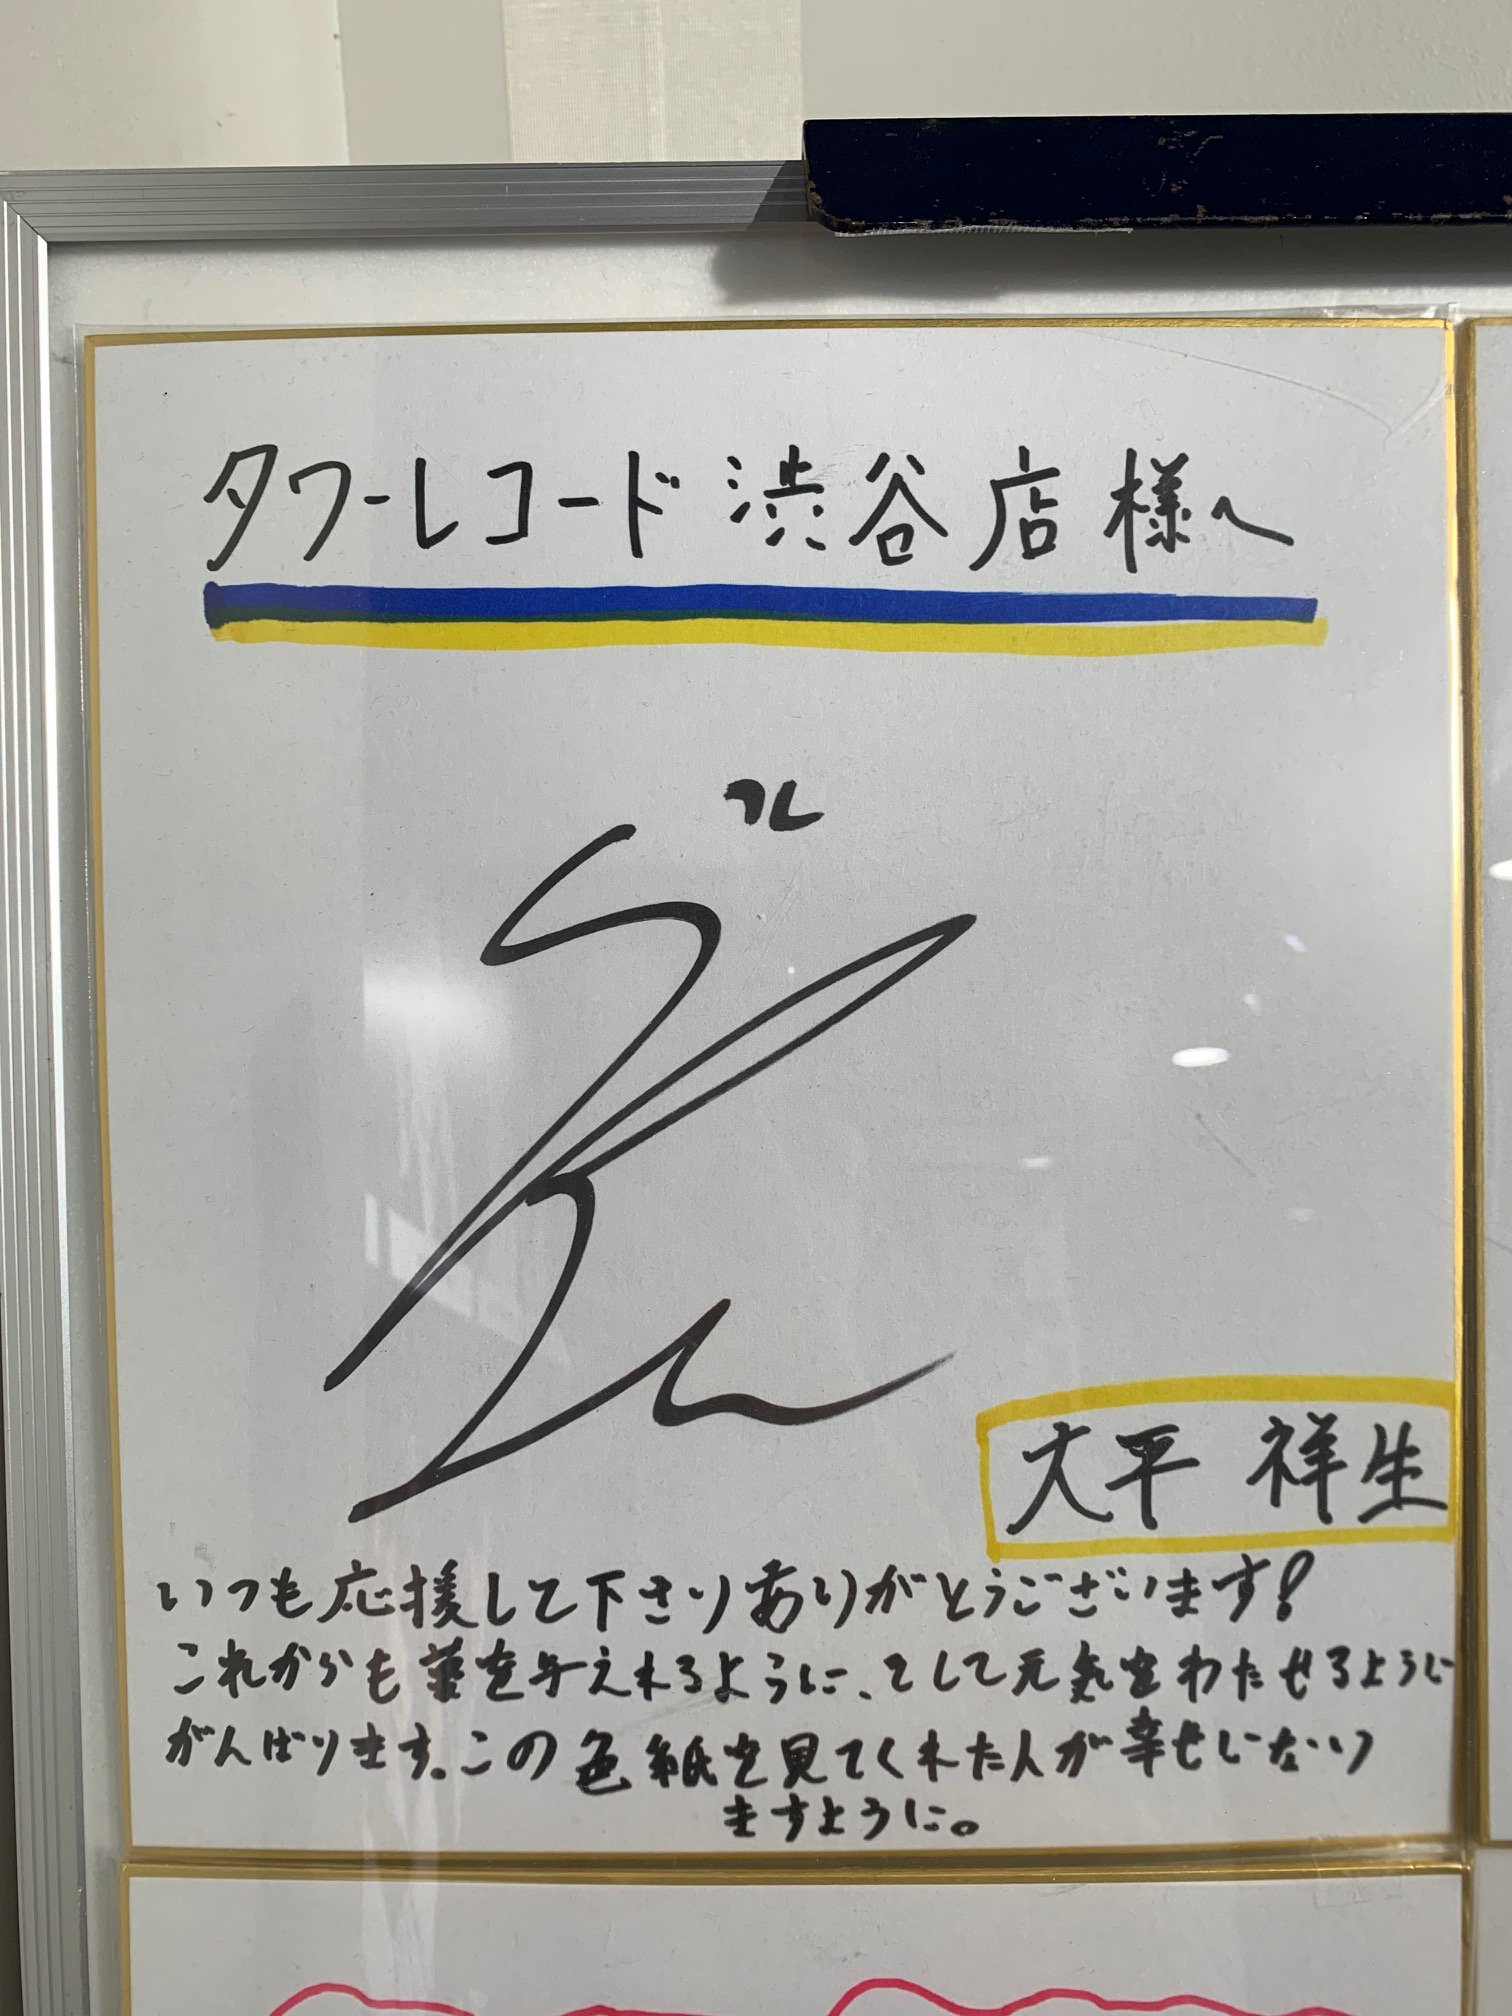 タワーレコード 渋谷店様へ
大平 祥生
いつも応援して下さりありがとうございます!
これからも夢を与えれるように、そして元気をわたせるように
がんばります。この色紙を見てくれた人が幸せになり
ますように。